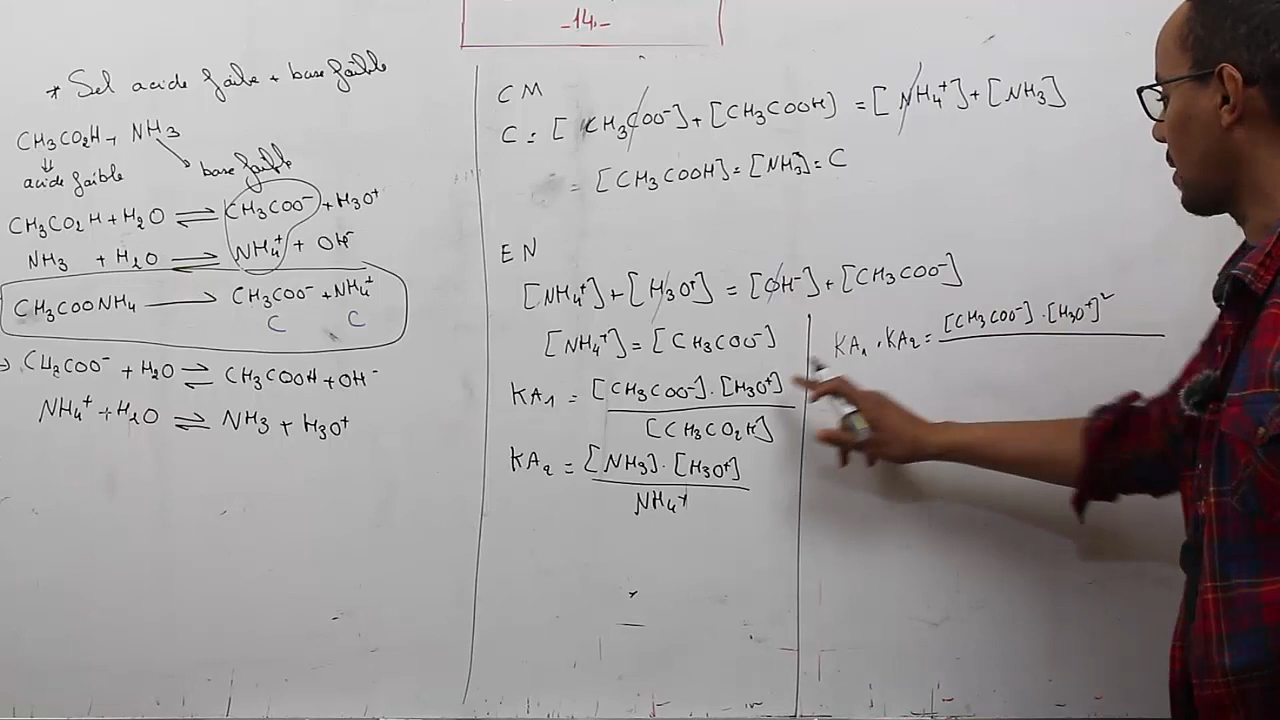 _14._
* Sel acide faible + base faible
CH3CO2H + NH3
acide faible
base faible
CH3CO2H + H2O ⇌ CH3COO⁻ + H3O⁺
NH3 + H2O ⇌ NH4⁺ + OH⁻
CH3COONH4 → CH3COO⁻ + NH4⁺
C C
CH3COO⁻ + H2O ⇌ CH3COOH + OH⁻
NH4⁺ + H2O ⇌ NH3 + H3O⁺
CM
C = [CH3COO⁻] + [CH3COOH] = [NH4⁺] + [NH3]
= [CH3COOH] = [NH3] = C
EN
[NH4⁺] + [H3O⁺] = [OH⁻] + [CH3COO⁻]
[NH4⁺] = [CH3COO⁻]
KA1 = [CH3COO⁻] . [H3O⁺]
[CH3CO2H]
KA2 = [NH3] . [H3O⁺]
NH4⁺
KA1 . KA2 = [CH3COO⁻] . [H3O⁺]²